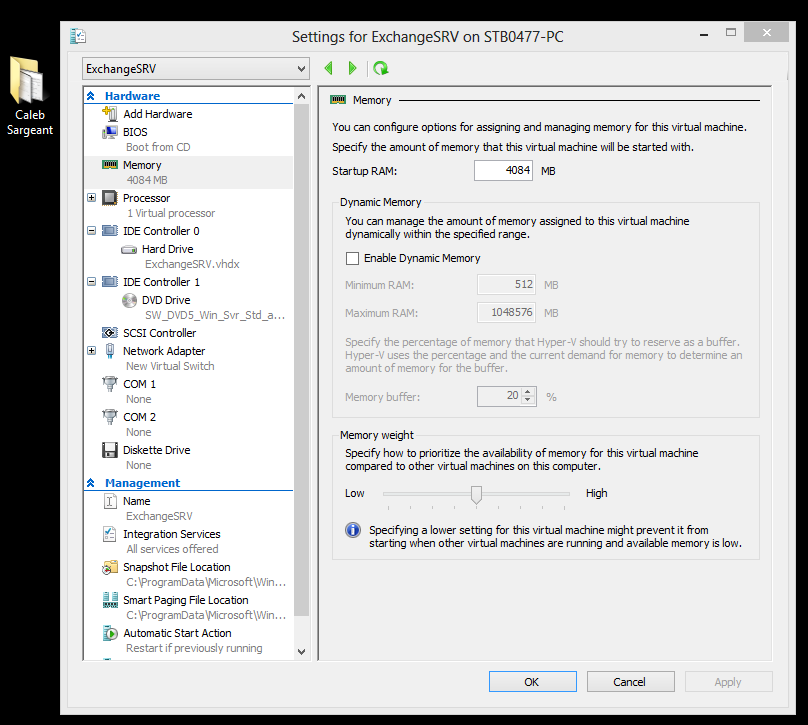 Caleb
Sargeant
Settings for ExchangeSRV on STB0477-PC
ExchangeSRV
Hardware
Add Hardware
BIOS
Boot from CD
Memory
4084 MB
Processor
1 Virtual processor
IDE Controller 0
Hard Drive
ExchangeSRV.vhdx
IDE Controller 1
DVD Drive
SW_DVD5_Win_Svr_Std_a...
SCSI Controller
Network Adapter
New Virtual Switch
COM 1
None
COM 2
None
Diskette Drive
None
Management
Name
ExchangeSRV
Integration Services
All services offered
Snapshot File Location
C:\ProgramData\Microsoft\Win...
Smart Paging File Location
C:\ProgramData\Microsoft\Win...
Automatic Start Action
Restart if previously running
Memory
You can configure options for assigning and managing memory for this virtual machine.
Specify the amount of memory that this virtual machine will be started with.
Startup RAM: 4084 MB
Dynamic Memory
You can manage the amount of memory assigned to this virtual machine
dynamically within the specified range.
Enable Dynamic Memory
Minimum RAM: 512 MB
Maximum RAM: 1048576 MB
Specify the percentage of memory that Hyper-V should try to reserve as a buffer.
Hyper-V uses the percentage and the current demand for memory to determine an
amount of memory for the buffer.
Memory buffer: 20 %
Memory weight
Specify how to prioritize the availability of memory for this virtual machine
compared to other virtual machines on this computer.
Low High
Specifying a lower setting for this virtual machine might prevent it from
starting when other virtual machines are running and available memory is low.
OK Cancel Apply